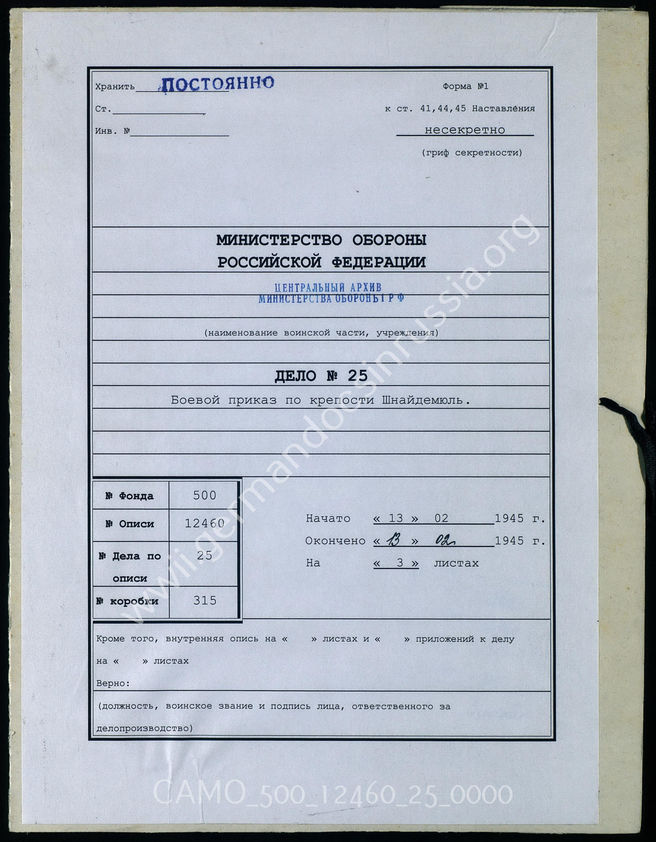 Хранить ПОСТОЯННО
Форма №1
Ст.
к ст. 41,44,45 Наставления
Инв. №
несекретно
(гриф секретности)
МИНИСТЕРСТВО ОБОРОНЫ
РОССИЙСКОЙ ФЕДЕРАЦИИ
ЦЕНТРАЛЬНЫЙ АРХИВ
МИНИСТЕРСТВА ОБОРОНЫ РФ
(наименование воинской части, учреждения)
ДЕЛО № 25
Боевой приказ по крепости Шнайдемюль.
№ Фонда 500
№ Описи 12460
№ Дела по описи 25
№ коробки 315
Начато « 13 » 02 1945 г.
Окончено « 13 » 02 1945 г.
На « 3 » листах
Кроме того, внутренняя опись на « » листах и « » приложений к делу
на « » листах
Верно:
(должность, воинское звание и подпись лица, ответственного за
делопроизводство)
www.germandocsinrussia.org
CAMO_500_12460_25_0000